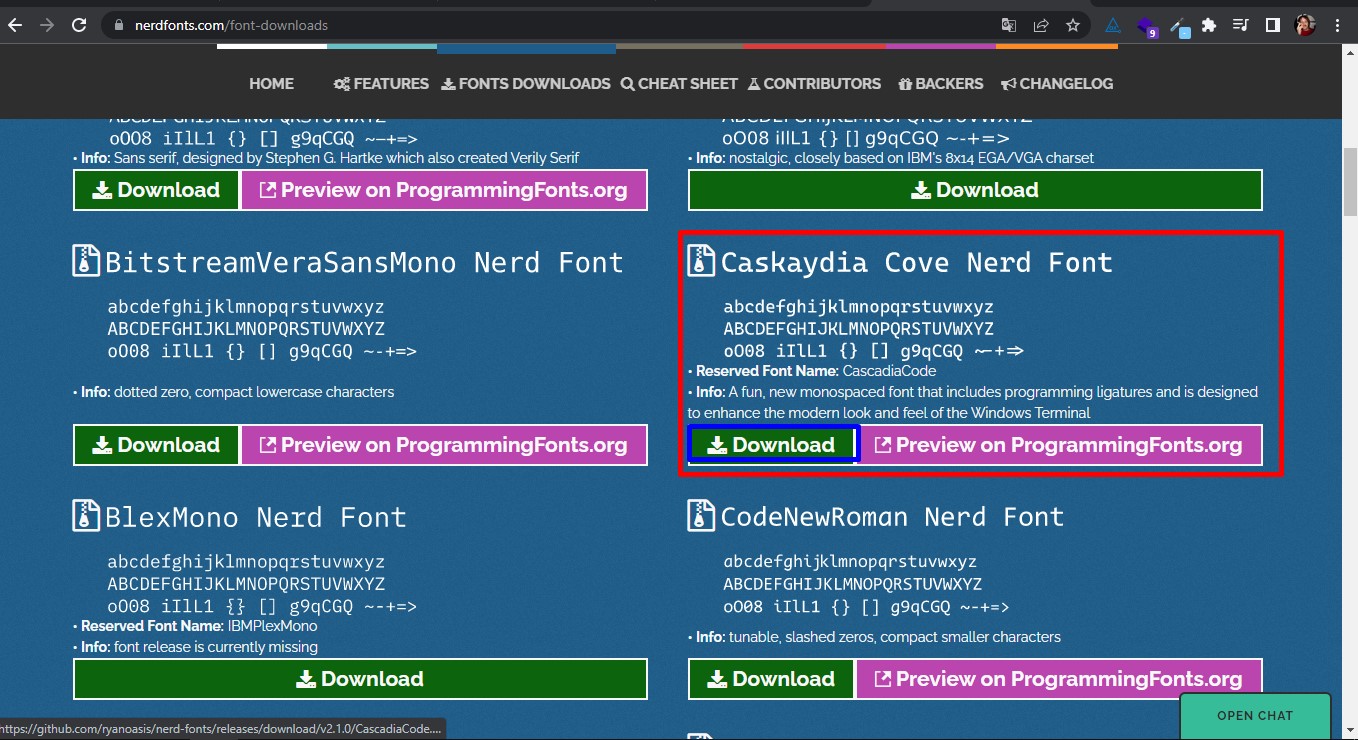 nerdfonts.com/font-downloads
9
HOME FEATURES FONTS DOWNLOADS CHEAT SHEET CONTRIBUTORS BACKERS CHANGELOG
ABCDEFGHIJKLMNOPQRSTUVWXYZ
oO08 iIlL1 {} [] g9qCGQ ~-+=>
• Info: Sans serif, designed by Stephen G. Hartke which also created Verily Serif
Download Preview on ProgrammingFonts.org
ABCDEFGHIJKLMNOPQRSTUVWXYZ
oO08 iIlL1 {} [] g9qCGQ ~-+=>
• Info: nostalgic, closely based on IBM's 8x14 EGA/VGA charset
Download
BitstreamVeraSansMono Nerd Font
abcdefghijklmnopqrstuvwxyz
ABCDEFGHIJKLMNOPQRSTUVWXYZ
oO08 iIlL1 {} [] g9qCGQ ~-+=>
• Info: dotted zero, compact lowercase characters
Download Preview on ProgrammingFonts.org
Caskaydia Cove Nerd Font
abcdefghijklmnopqrstuvwxyz
ABCDEFGHIJKLMNOPQRSTUVWXYZ
oO08 iIlL1 {} [] g9qCGQ ~-+=>
• Reserved Font Name: CascadiaCode
• Info: A fun, new monospaced font that includes programming ligatures and is designed
to enhance the modern look and feel of the Windows Terminal
Download Preview on ProgrammingFonts.org
BlexMono Nerd Font
abcdefghijklmnopqrstuvwxyz
ABCDEFGHIJKLMNOPQRSTUVWXYZ
oO08 iIlL1 {} [] g9qCGQ ~-+=>
• Reserved Font Name: IBMPlexMono
• Info: font release is currently missing
Download
CodeNewRoman Nerd Font
abcdefghijklmnopqrstuvwxyz
ABCDEFGHIJKLMNOPQRSTUVWXYZ
oO08 iIlL1 {} [] g9qCGQ ~-+=>
• Info: tunable, slashed zeros, compact smaller characters
Download Preview on ProgrammingFonts.org
OPEN CHAT
https://github.com/ryanoasis/nerd-fonts/releases/download/v2.1.0/CascadiaCode....